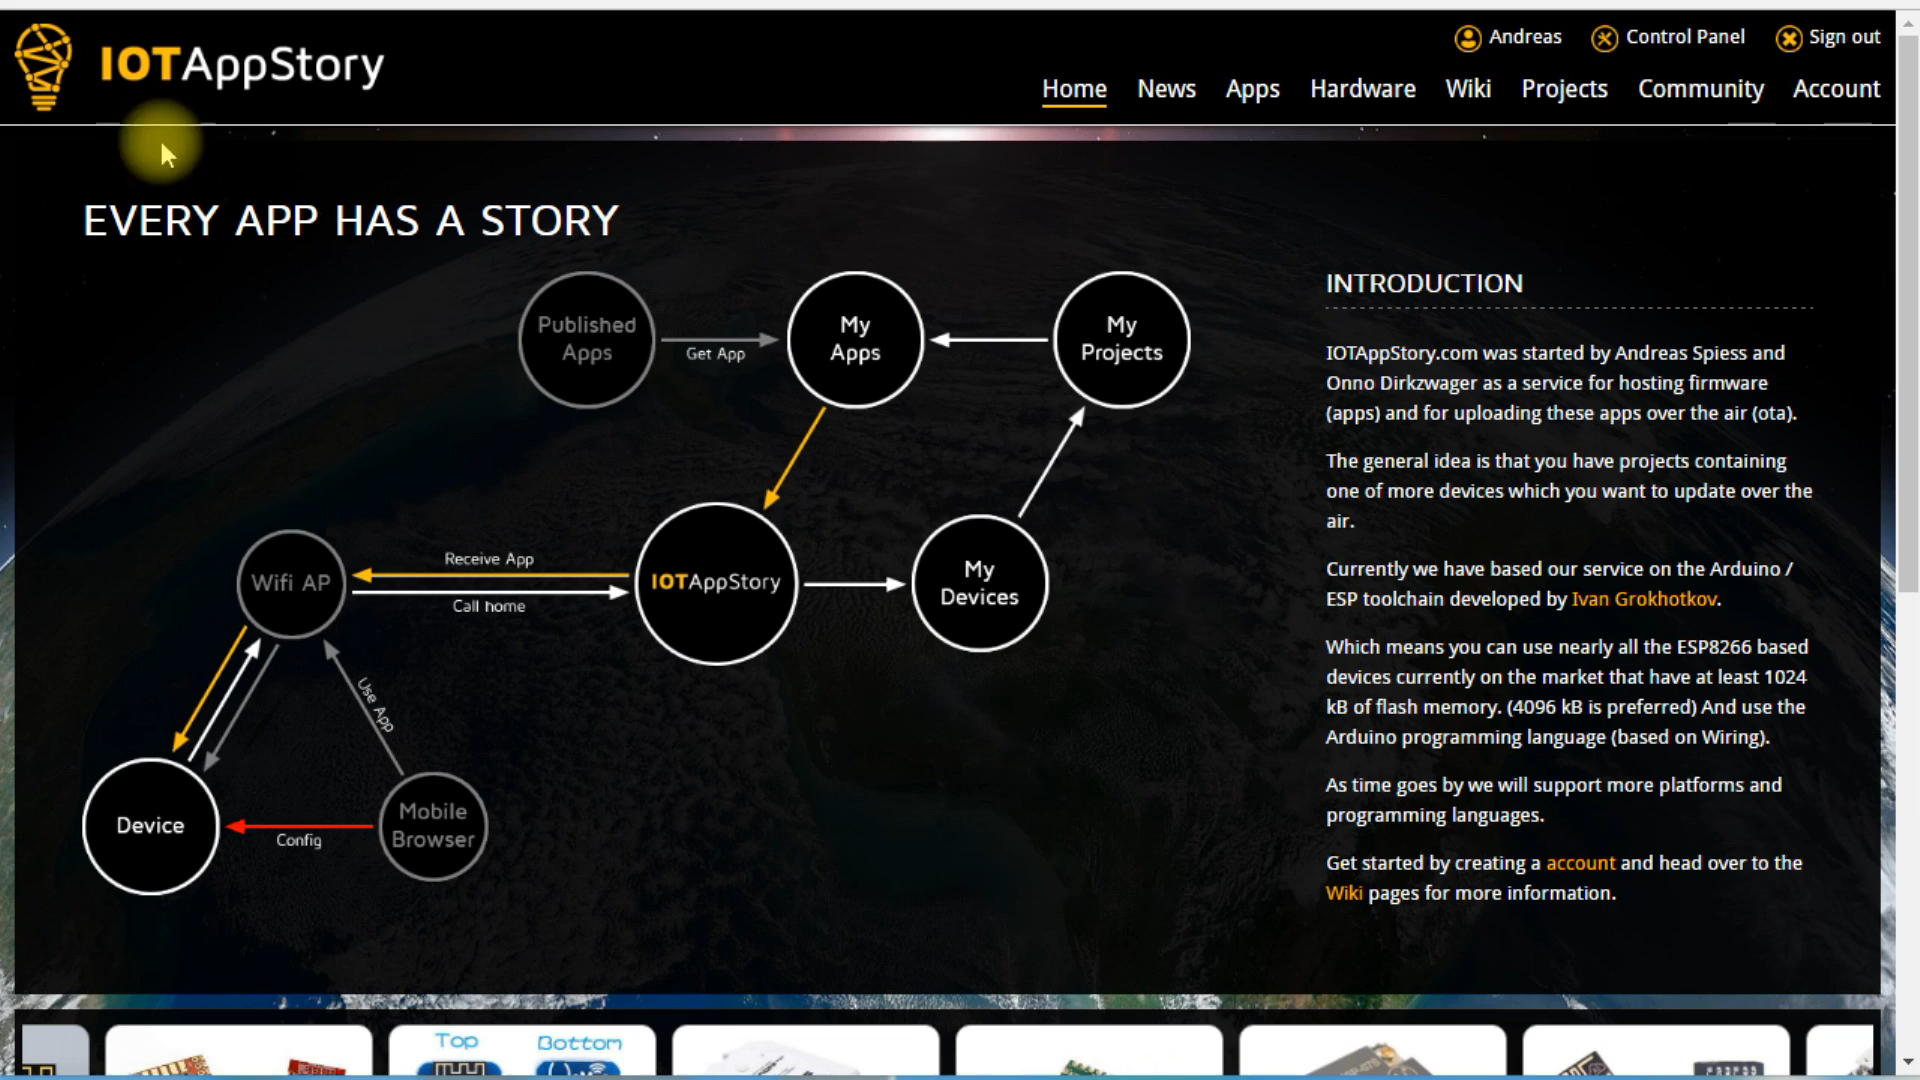 IOTAppStory
Andreas
Control Panel
Sign out
Home
News
Apps
Hardware
Wiki
Projects
Community
Account
EVERY APP HAS A STORY
Published
Apps
Get App
My
Apps
My
Projects
Wifi AP
Receive App
Call home
IOTAppStory
My
Devices
Use App
Device
Config
Mobile
Browser
INTRODUCTION
IOTAppStory.com was started by Andreas Spiess and
Onno Dirkzwager as a service for hosting firmware
(apps) and for uploading these apps over the air (ota).
The general idea is that you have projects containing
one of more devices which you want to update over the
air.
Currently we have based our service on the Arduino /
ESP toolchain developed by Ivan Grokhotkov.
Which means you can use nearly all the ESP8266 based
devices currently on the market that have at least 1024
kB of flash memory. (4096 kB is preferred) And use the
Arduino programming language (based on Wiring).
As time goes by we will support more platforms and
programming languages.
Get started by creating a account and head over to the
Wiki pages for more information.
Top
Bottom